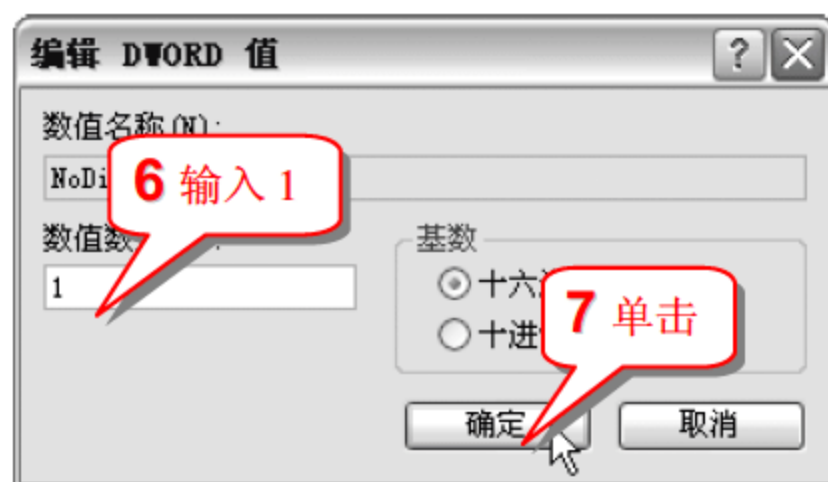 编辑 DWORD 值
数值名称(N):
NoDi
6 输入 1
数值数
1
基数
十六
十进
7 单击
确定
取消